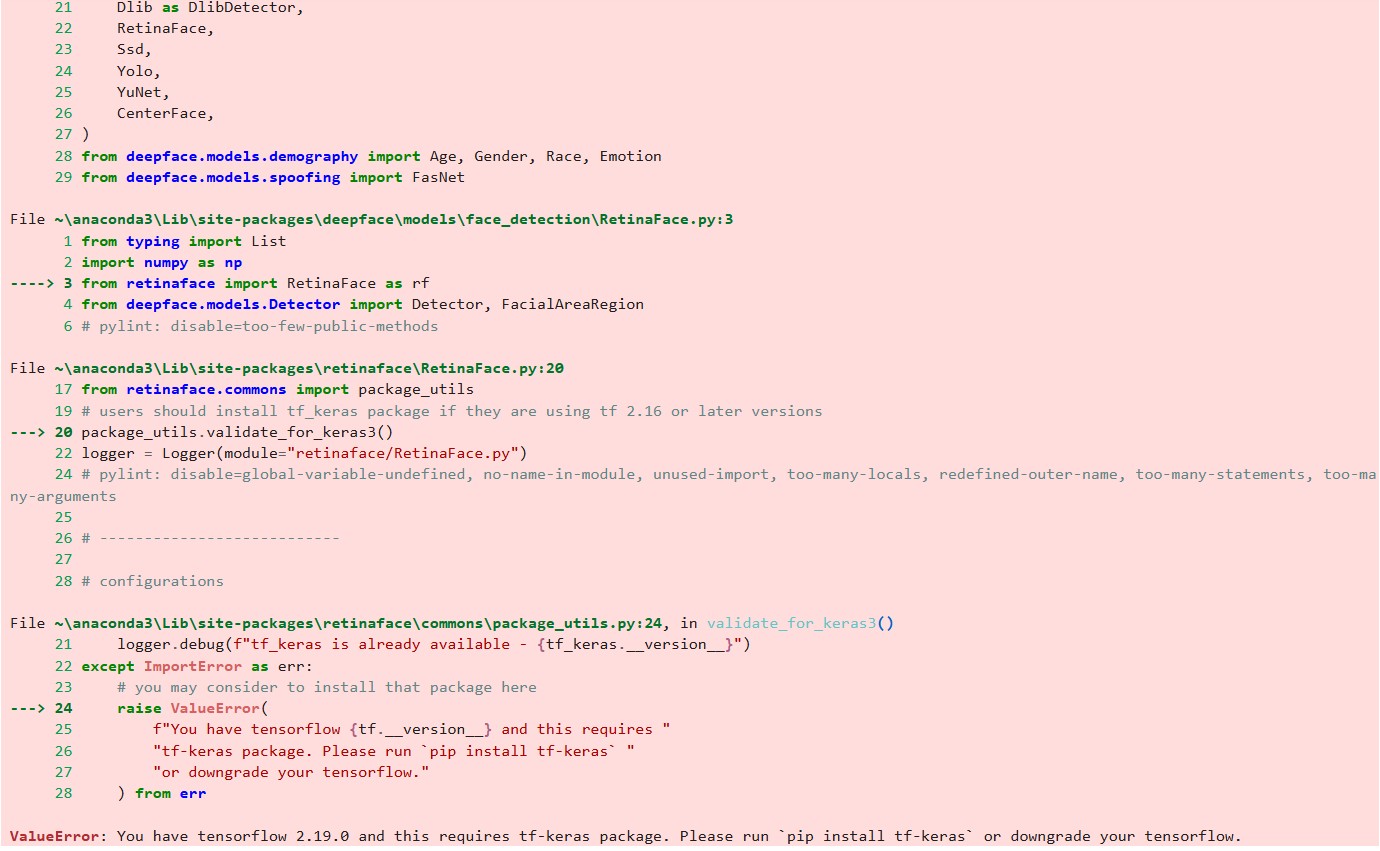 21     Dlib as DlibDetector,
22     RetinaFace,
23     Ssd,
24     Yolo,
25     YuNet,
26     CenterFace,
27 )
28 from deepface.models.demography import Age, Gender, Race, Emotion
29 from deepface.models.spoofing import FasNet
File ~\anaconda3\Lib\site-packages\deepface\models\face_detection\RetinaFace.py:3
1 from typing import List
2 import numpy as np
----> 3 from retinaface import RetinaFace as rf
4 from deepface.models.Detector import Detector, FacialAreaRegion
6 # pylint: disable=too-few-public-methods
File ~\anaconda3\Lib\site-packages\retinaface\RetinaFace.py:20
17 from retinaface.commons import package_utils
19 # users should install tf_keras package if they are using tf 2.16 or later versions
---> 20 package_utils.validate_for_keras3()
22 logger = Logger(module="retinaface/RetinaFace.py")
24 # pylint: disable=global-variable-undefined, no-name-in-module, unused-import, too-many-locals, redefined-outer-name, too-many-statements, too-ma
ny-arguments
25
26 # ---------------------------
27
28 # configurations
File ~\anaconda3\Lib\site-packages\retinaface\commons\package_utils.py:24, in validate_for_keras3()
21     logger.debug(f"tf_keras is already available - {tf_keras.__version__}")
22 except ImportError as err:
23     # you may consider to install that package here
---> 24     raise ValueError(
25         f"You have tensorflow {tf.__version__} and this requires "
26         "tf-keras package. Please run `pip install tf-keras` "
27         "or downgrade your tensorflow."
28     ) from err
ValueError: You have tensorflow 2.19.0 and this requires tf-keras package. Please run `pip install tf-keras` or downgrade your tensorflow.